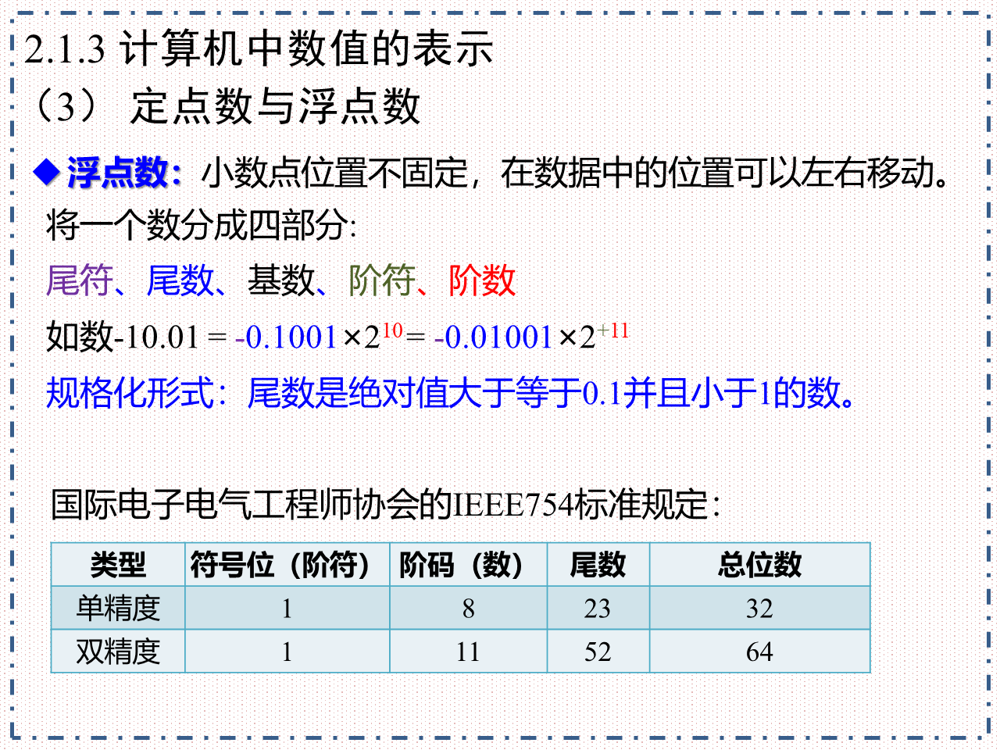 2.1.3 计算机中数值的表示
（3） 定点数与浮点数
◆ 浮点数：小数点位置不固定，在数据中的位置可以左右移动。
将一个数分成四部分:
尾符、尾数、基数、阶符、阶数
如数-10.01 = -0.1001×2^10 = -0.01001×2^+11
规格化形式：尾数是绝对值大于等于0.1并且小于1的数。
国际电子电气工程师协会的IEEE754标准规定：
类型 符号位（阶符） 阶码（数） 尾数 总位数
单精度 1 8 23 32
双精度 1 11 52 64